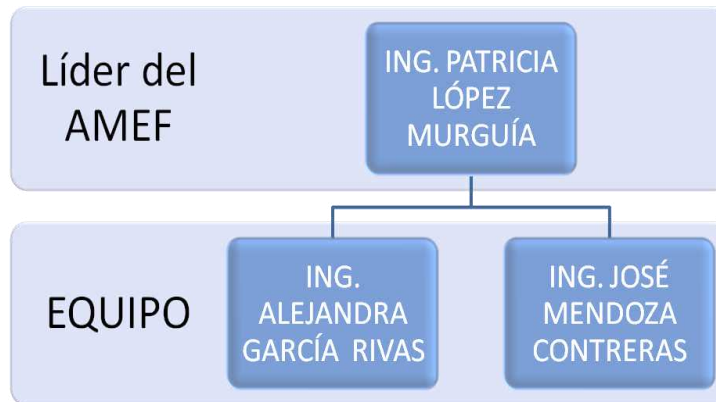 Líder del
AMEF
ING. PATRICIA
LÓPEZ
MURGUÍA
EQUIPO
ING.
ALEJANDRA
GARCÍA RIVAS
ING. JOSÉ
MENDOZA
CONTRERAS